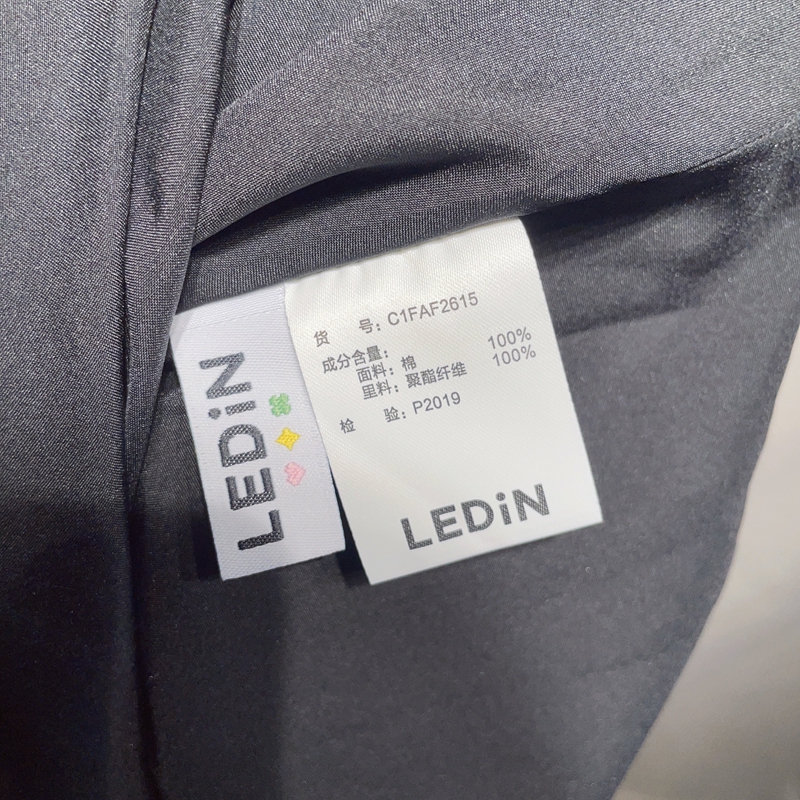 LEDiN
货 号：C1FAF2615
成分含量：
面料：棉 100%
里料：聚酯纤维 100%
检 验：P2019
LEDiN